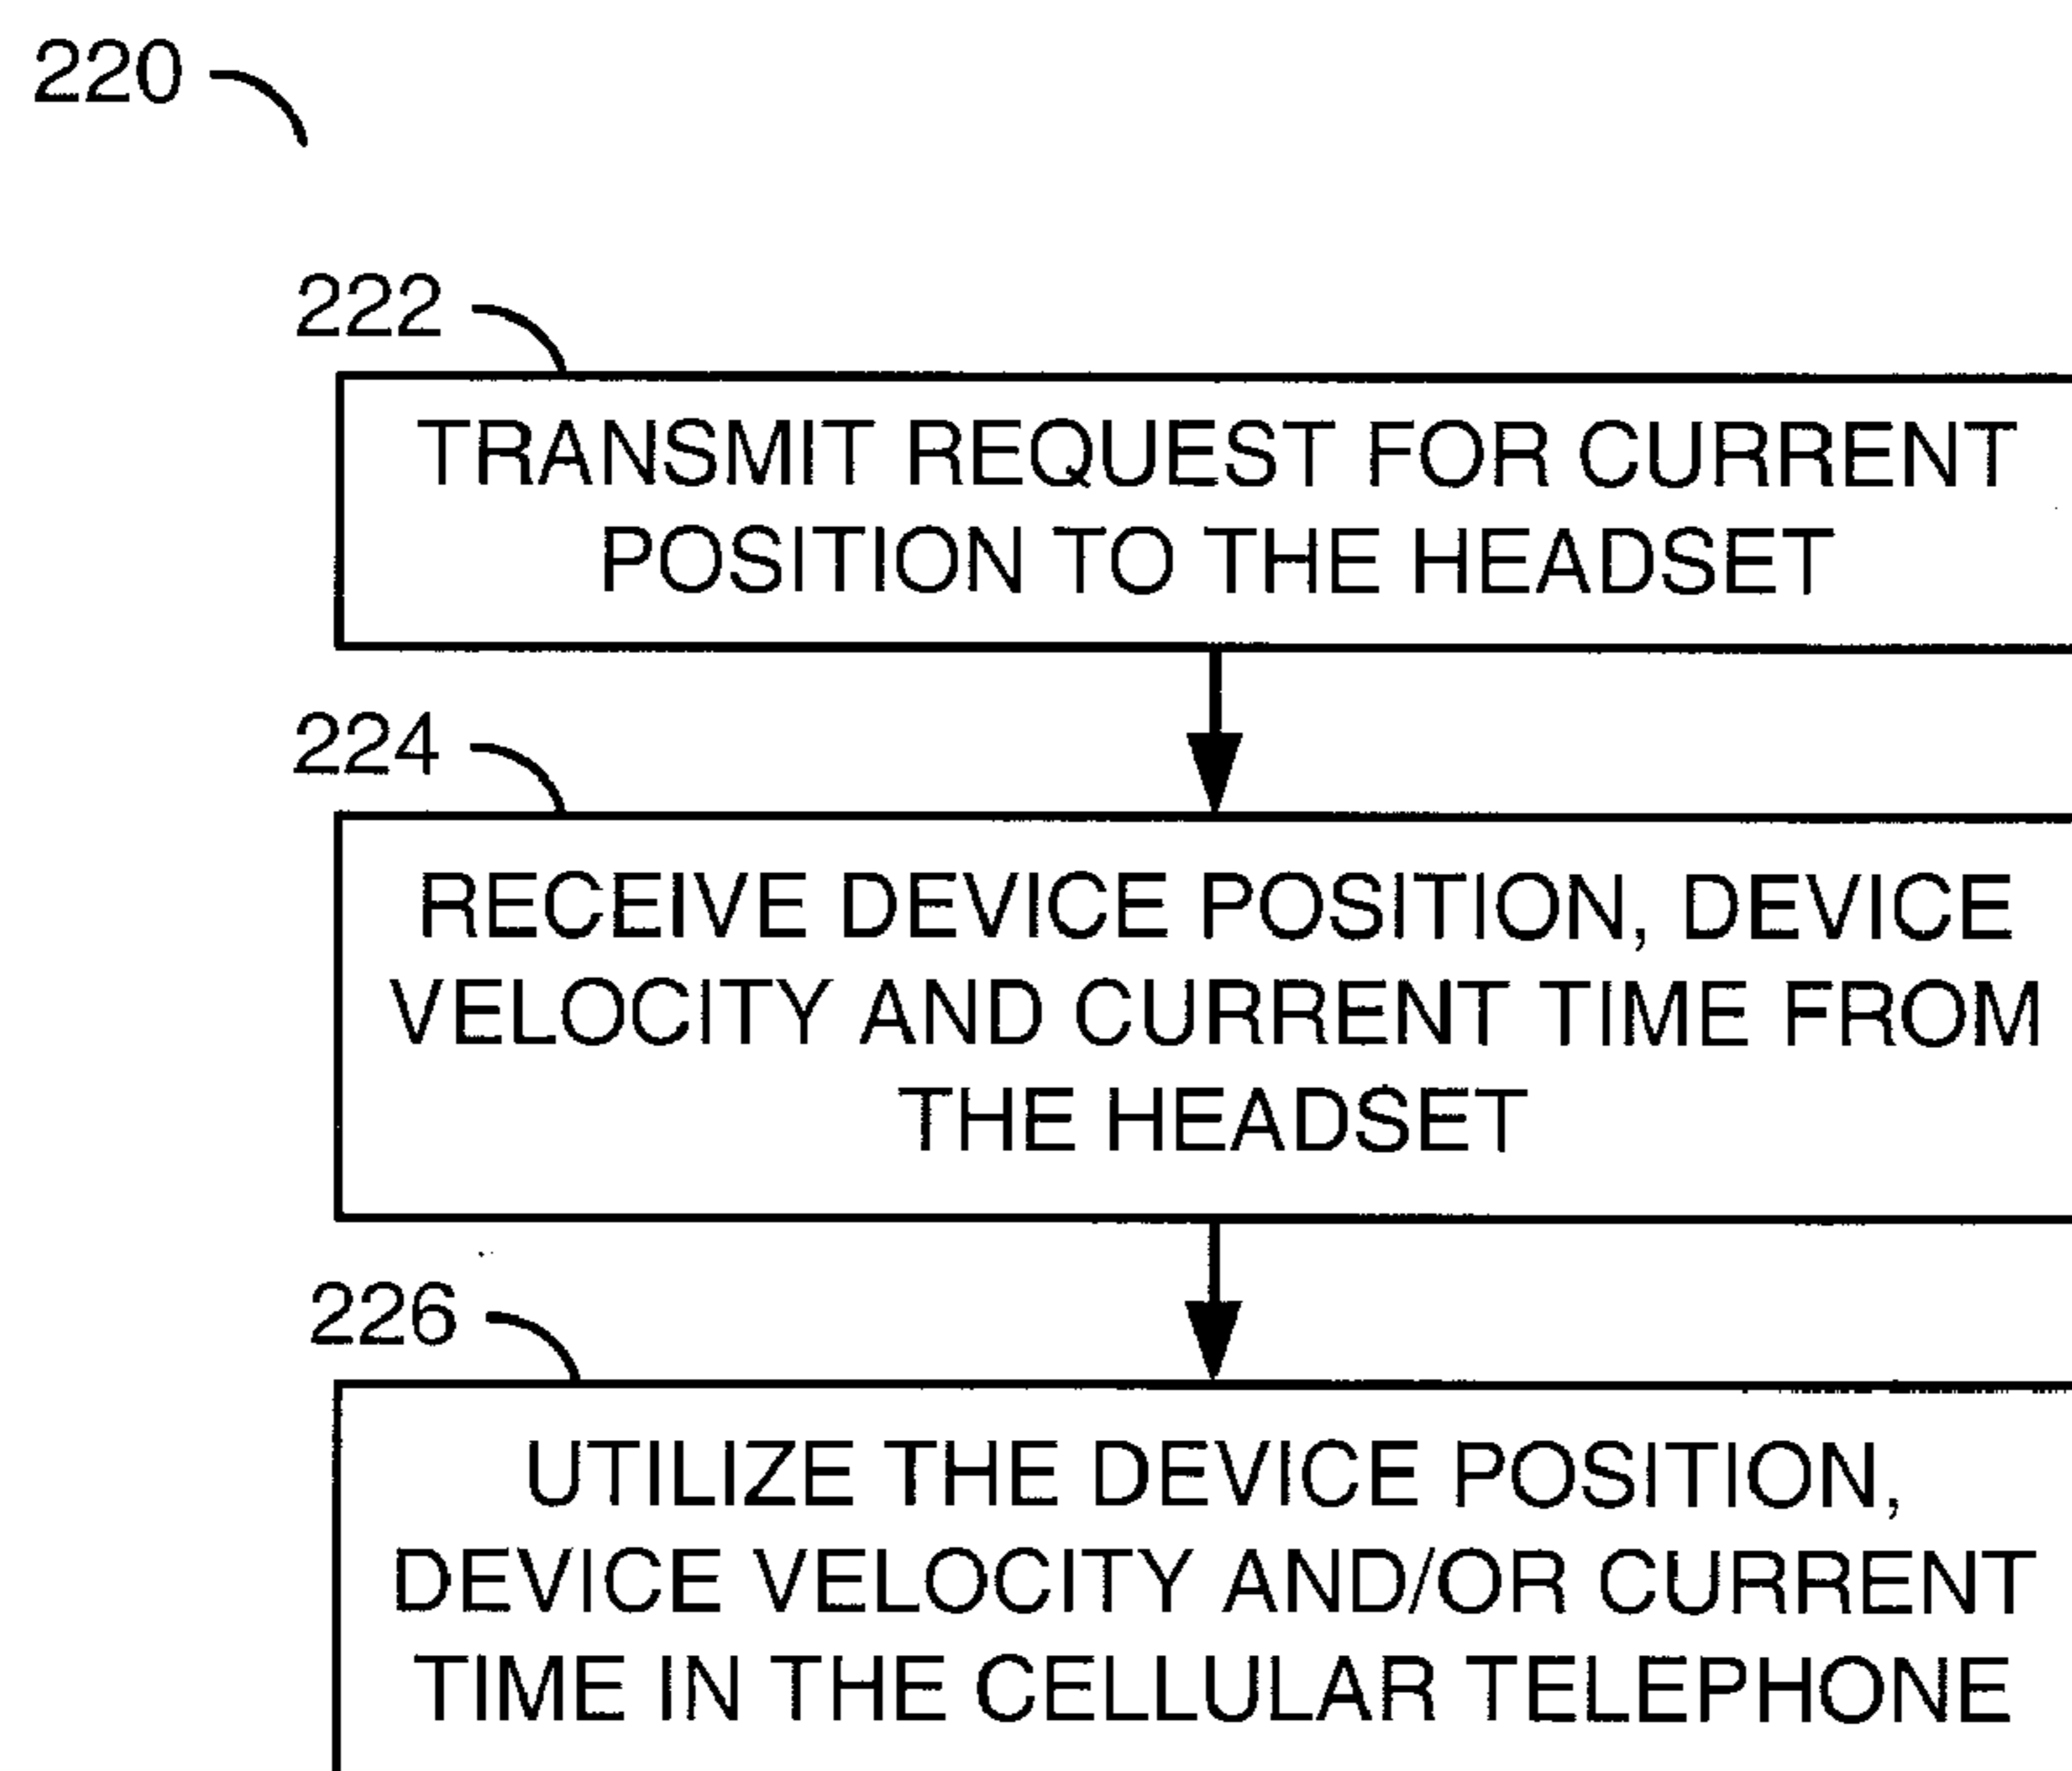 220
222
TRANSMIT REQUEST FOR CURRENT
POSITION TO THE HEADSET
224
RECEIVE DEVICE POSITION, DEVICE
VELOCITY AND CURRENT TIME FROM
THE HEADSET
226
UTILIZE THE DEVICE POSITION,
DEVICE VELOCITY AND/OR CURRENT
TIME IN THE CELLULAR TELEPHONE